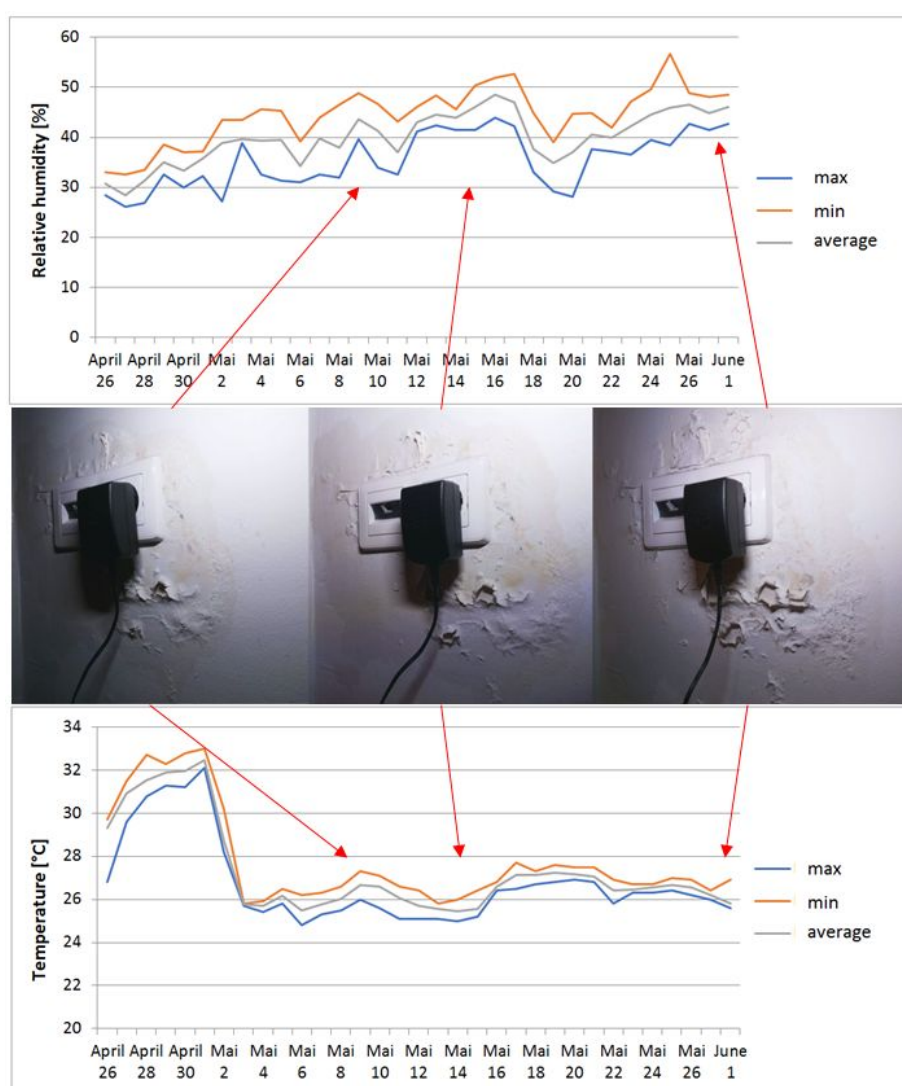 Relative humidity [%]
60
50
40
30
20
10
0
April 26
April 28
April 30
Mai 2
Mai 4
Mai 6
Mai 8
Mai 10
Mai 12
Mai 14
Mai 16
Mai 18
Mai 20
Mai 22
Mai 24
Mai 26
June 1
max
min
average
Temperature [°C]
34
32
30
28
26
24
22
20
April 26
April 28
April 30
Mai 2
Mai 4
Mai 6
Mai 8
Mai 10
Mai 12
Mai 14
Mai 16
Mai 18
Mai 20
Mai 22
Mai 24
Mai 26
June 1
max
min
average